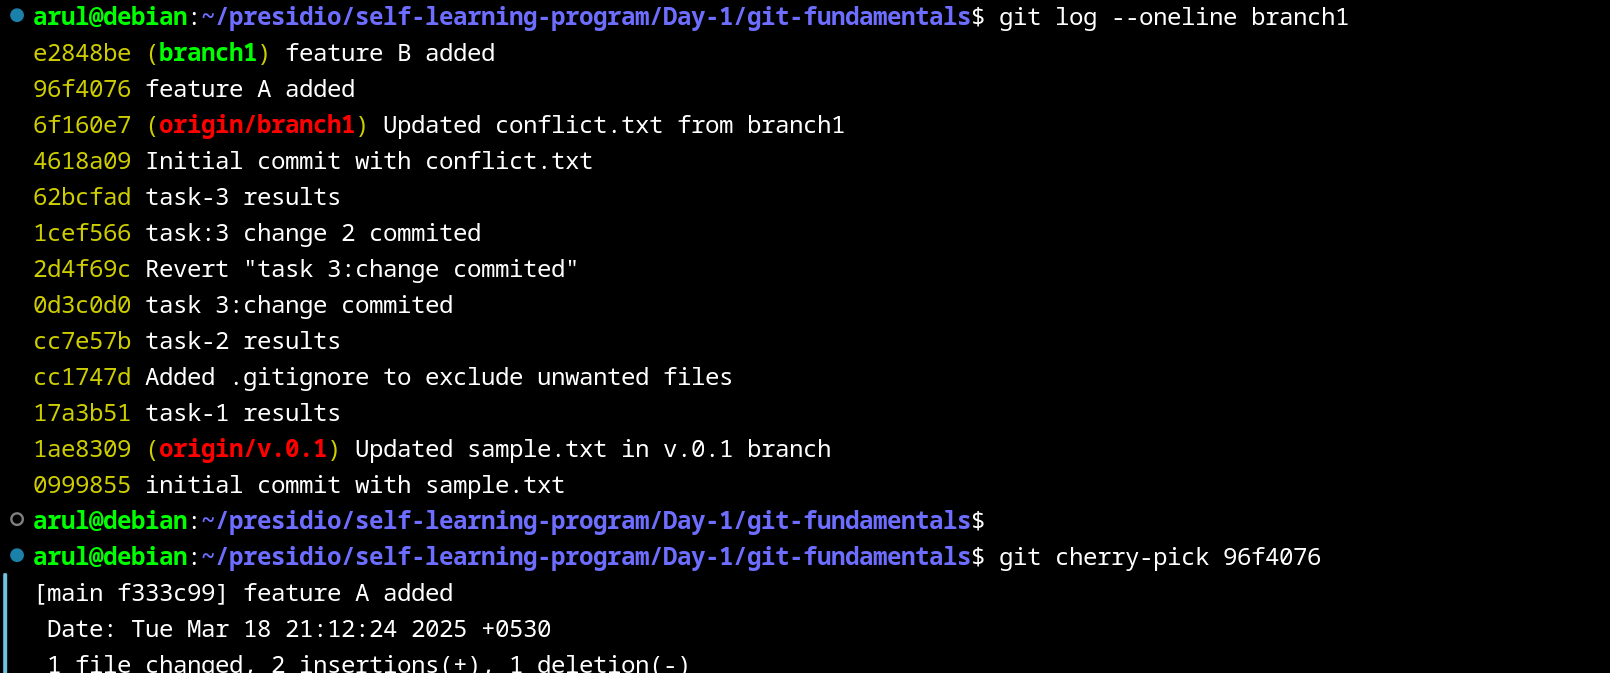 arul@debian:~/presidio/self-learning-program/Day-1/git-fundamentals$ git log --oneline branch1
e2848be (branch1) feature B added
96f4076 feature A added
6f160e7 (origin/branch1) Updated conflict.txt from branch1
4618a09 Initial commit with conflict.txt
62bcfad task-3 results
1cef566 task:3 change 2 commited
2d4f69c Revert "task 3:change commited"
0d3c0d0 task 3:change commited
cc7e57b task-2 results
cc1747d Added .gitignore to exclude unwanted files
17a3b51 task-1 results
1ae8309 (origin/v.0.1) Updated sample.txt in v.0.1 branch
0999855 initial commit with sample.txt
arul@debian:~/presidio/self-learning-program/Day-1/git-fundamentals$
arul@debian:~/presidio/self-learning-program/Day-1/git-fundamentals$ git cherry-pick 96f4076
[main f333c99] feature A added
Date: Tue Mar 18 21:12:24 2025 +0530
1 file changed, 2 insertions(+), 1 deletion(-)